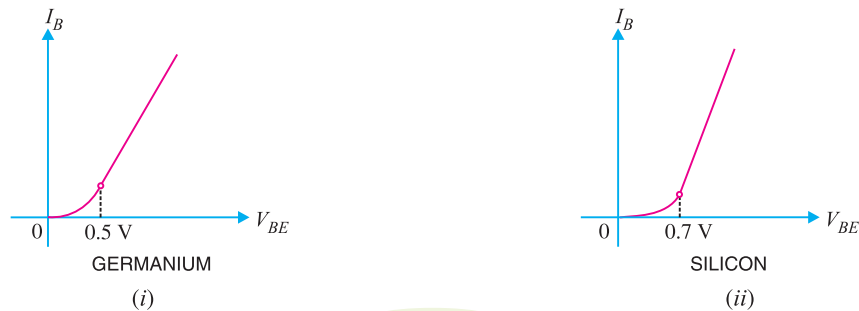 I_B
0
0.5 V
V_BE
GERMANIUM
(i)
I_B
0
0.7 V
V_BE
SILICON
(ii)